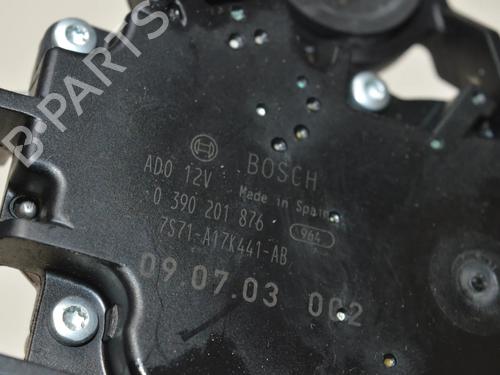 B-PARTS
BOSCH
ADO 12V
Made in Spain
0 390 201 876
964
7S71-A17K441-AB
09.07.03 002